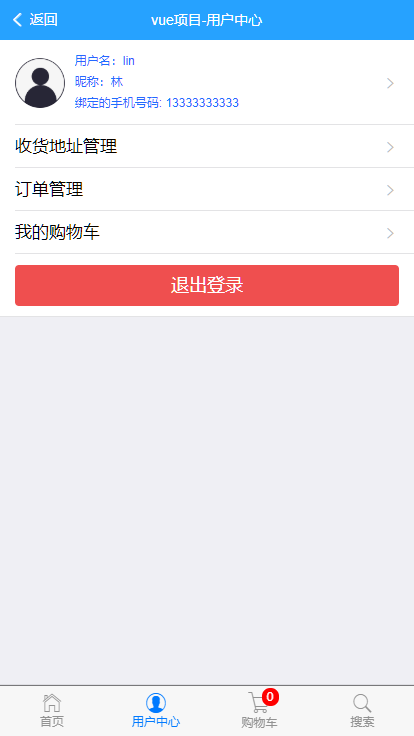 返回
vue项目-用户中心
用户名：lin
昵称：林
绑定的手机号码: 13333333333
收货地址管理
订单管理
我的购物车
退出登录
0
首页
用户中心
购物车
搜索